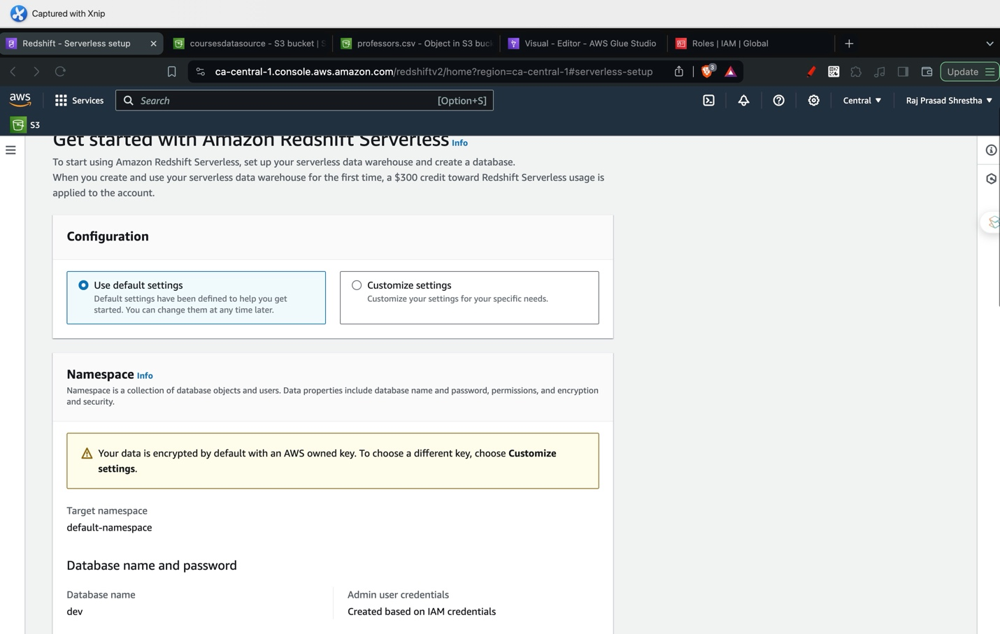 Captured with Xnip
Redshift - Serverless setup
coursesdatasource - S3 bucket | S
professors.csv - Object in S3 buck
Visual - Editor - AWS Glue Studio
Roles | IAM | Global
ca-central-1.console.aws.amazon.com/redshiftv2/home?region=ca-central-1#serverless-setup
3
Update
aws
Services
Search
[Option+S]
Central
Raj Prasad Shrestha
S3
Get started with Amazon Redshift Serverless Info
To start using Amazon Redshift Serverless, set up your serverless data warehouse and create a database.
When you create and use your serverless data warehouse for the first time, a $300 credit toward Redshift Serverless usage is
applied to the account.
Configuration
Use default settings
Default settings have been defined to help you get
started. You can change them at any time later.
Customize settings
Customize your settings for your specific needs.
Namespace Info
Namespace is a collection of database objects and users. Data properties include database name and password, permissions, and encryption
and security.
Your data is encrypted by default with an AWS owned key. To choose a different key, choose Customize
settings.
Target namespace
default-namespace
Database name and password
Database name
dev
Admin user credentials
Created based on IAM credentials